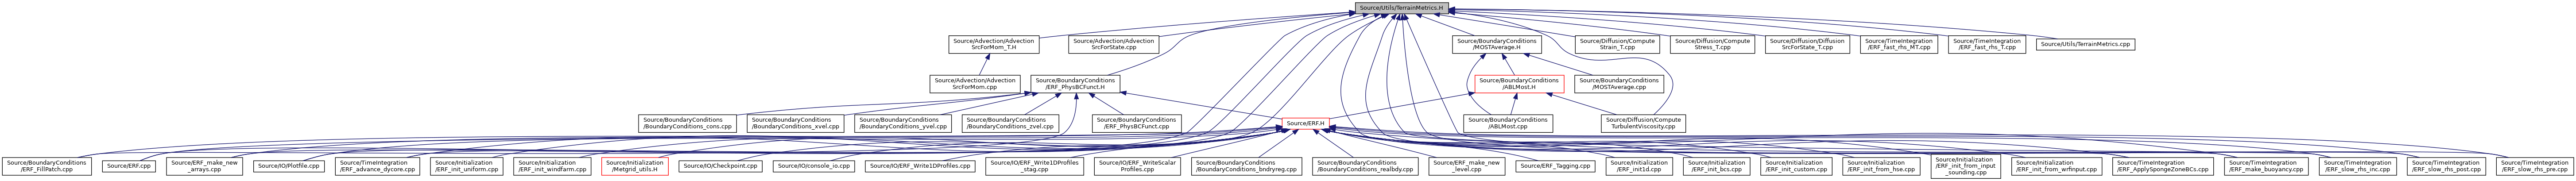 Source/Utils/TerrainMetrics.H
Source/Advection/Advection
SrcForMom_T.H
Source/Advection/Advection
SrcForState.cpp
Source/BoundaryConditions
/MOSTAverage.H
Source/Diffusion/Compute
Strain_T.cpp
Source/Diffusion/Compute
Stress_T.cpp
Source/Diffusion/Diffusion
SrcForState_T.cpp
Source/TimeIntegration
/ERF_fast_rhs_MT.cpp
Source/TimeIntegration
/ERF_fast_rhs_T.cpp
Source/Utils/TerrainMetrics.cpp
Source/Advection/Advection
SrcForMom.cpp
Source/BoundaryConditions
/ERF_PhysBCFunct.H
Source/BoundaryConditions
/ABLMost.H
Source/BoundaryConditions
/MOSTAverage.cpp
Source/BoundaryConditions
/BoundaryConditions_cons.cpp
Source/BoundaryConditions
/BoundaryConditions_xvel.cpp
Source/BoundaryConditions
/BoundaryConditions_yvel.cpp
Source/BoundaryConditions
/BoundaryConditions_zvel.cpp
Source/BoundaryConditions
/ERF_PhysBCFunct.cpp
Source/ERF.H
Source/BoundaryConditions
/ABLMost.cpp
Source/Diffusion/Compute
TurbulentViscosity.cpp
Source/BoundaryConditions
/ERF_FillPatch.cpp
Source/ERF.cpp
Source/ERF_make_new
_arrays.cpp
Source/IO/Plotfile.cpp
Source/TimeIntegration
/ERF_advance_dycore.cpp
Source/Initialization
/ERF_init_uniform.cpp
Source/Initialization
/ERF_init_windfarm.cpp
Source/Initialization
/Metgrid_utils.H
Source/IO/Checkpoint.cpp
Source/IO/console_io.cpp
Source/IO/ERF_Write1DProfiles.cpp
Source/IO/ERF_Write1DProfiles
_stag.cpp
Source/IO/ERF_WriteScalar
Profiles.cpp
Source/BoundaryConditions
/BoundaryConditions_bndryreg.cpp
Source/BoundaryConditions
/BoundaryConditions_realbdy.cpp
Source/ERF_make_new
_level.cpp
Source/ERF_Tagging.cpp
Source/Initialization
/ERF_init1d.cpp
Source/Initialization
/ERF_init_bcs.cpp
Source/Initialization
/ERF_init_custom.cpp
Source/Initialization
/ERF_init_from_hse.cpp
Source/Initialization
/ERF_init_from_input
_sounding.cpp
Source/Initialization
/ERF_init_from_wrfinput.cpp
Source/TimeIntegration
/ERF_ApplySpongeZoneBCs.cpp
Source/TimeIntegration
/ERF_make_buoyancy.cpp
Source/TimeIntegration
/ERF_slow_rhs_inc.cpp
Source/TimeIntegration
/ERF_slow_rhs_post.cpp
Source/TimeIntegration
/ERF_slow_rhs_pre.cpp